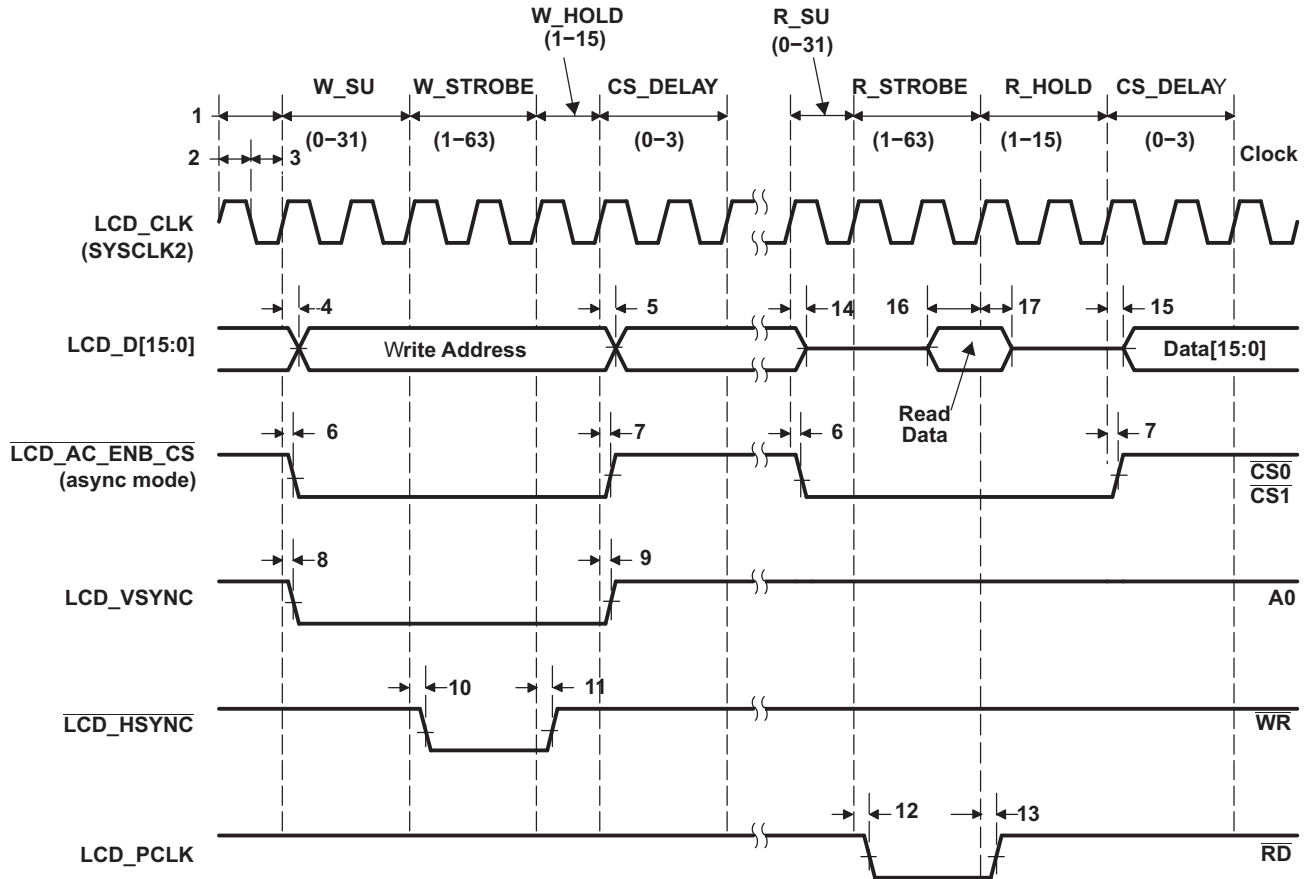 W_HOLD
(1−15)
R_SU
(0−31)
W_SU
W_STROBE
CS_DELAY
R_STROBE
R_HOLD
CS_DELAY
1
(0−31)
(1−63)
(0−3)
(1−63)
(1−15)
(0−3)
2
3
Clock
LCD_CLK
(SYSCLK2)
4
5
14
16
17
15
LCD_D[15:0]
Write Address
Data[15:0]
Read
Data
6
7
6
7
LCD_AC_ENB_CS
(async mode)
CS0
CS1
8
9
LCD_VSYNC
A0
10
11
LCD_HSYNC
WR
12
13
LCD_PCLK
RD